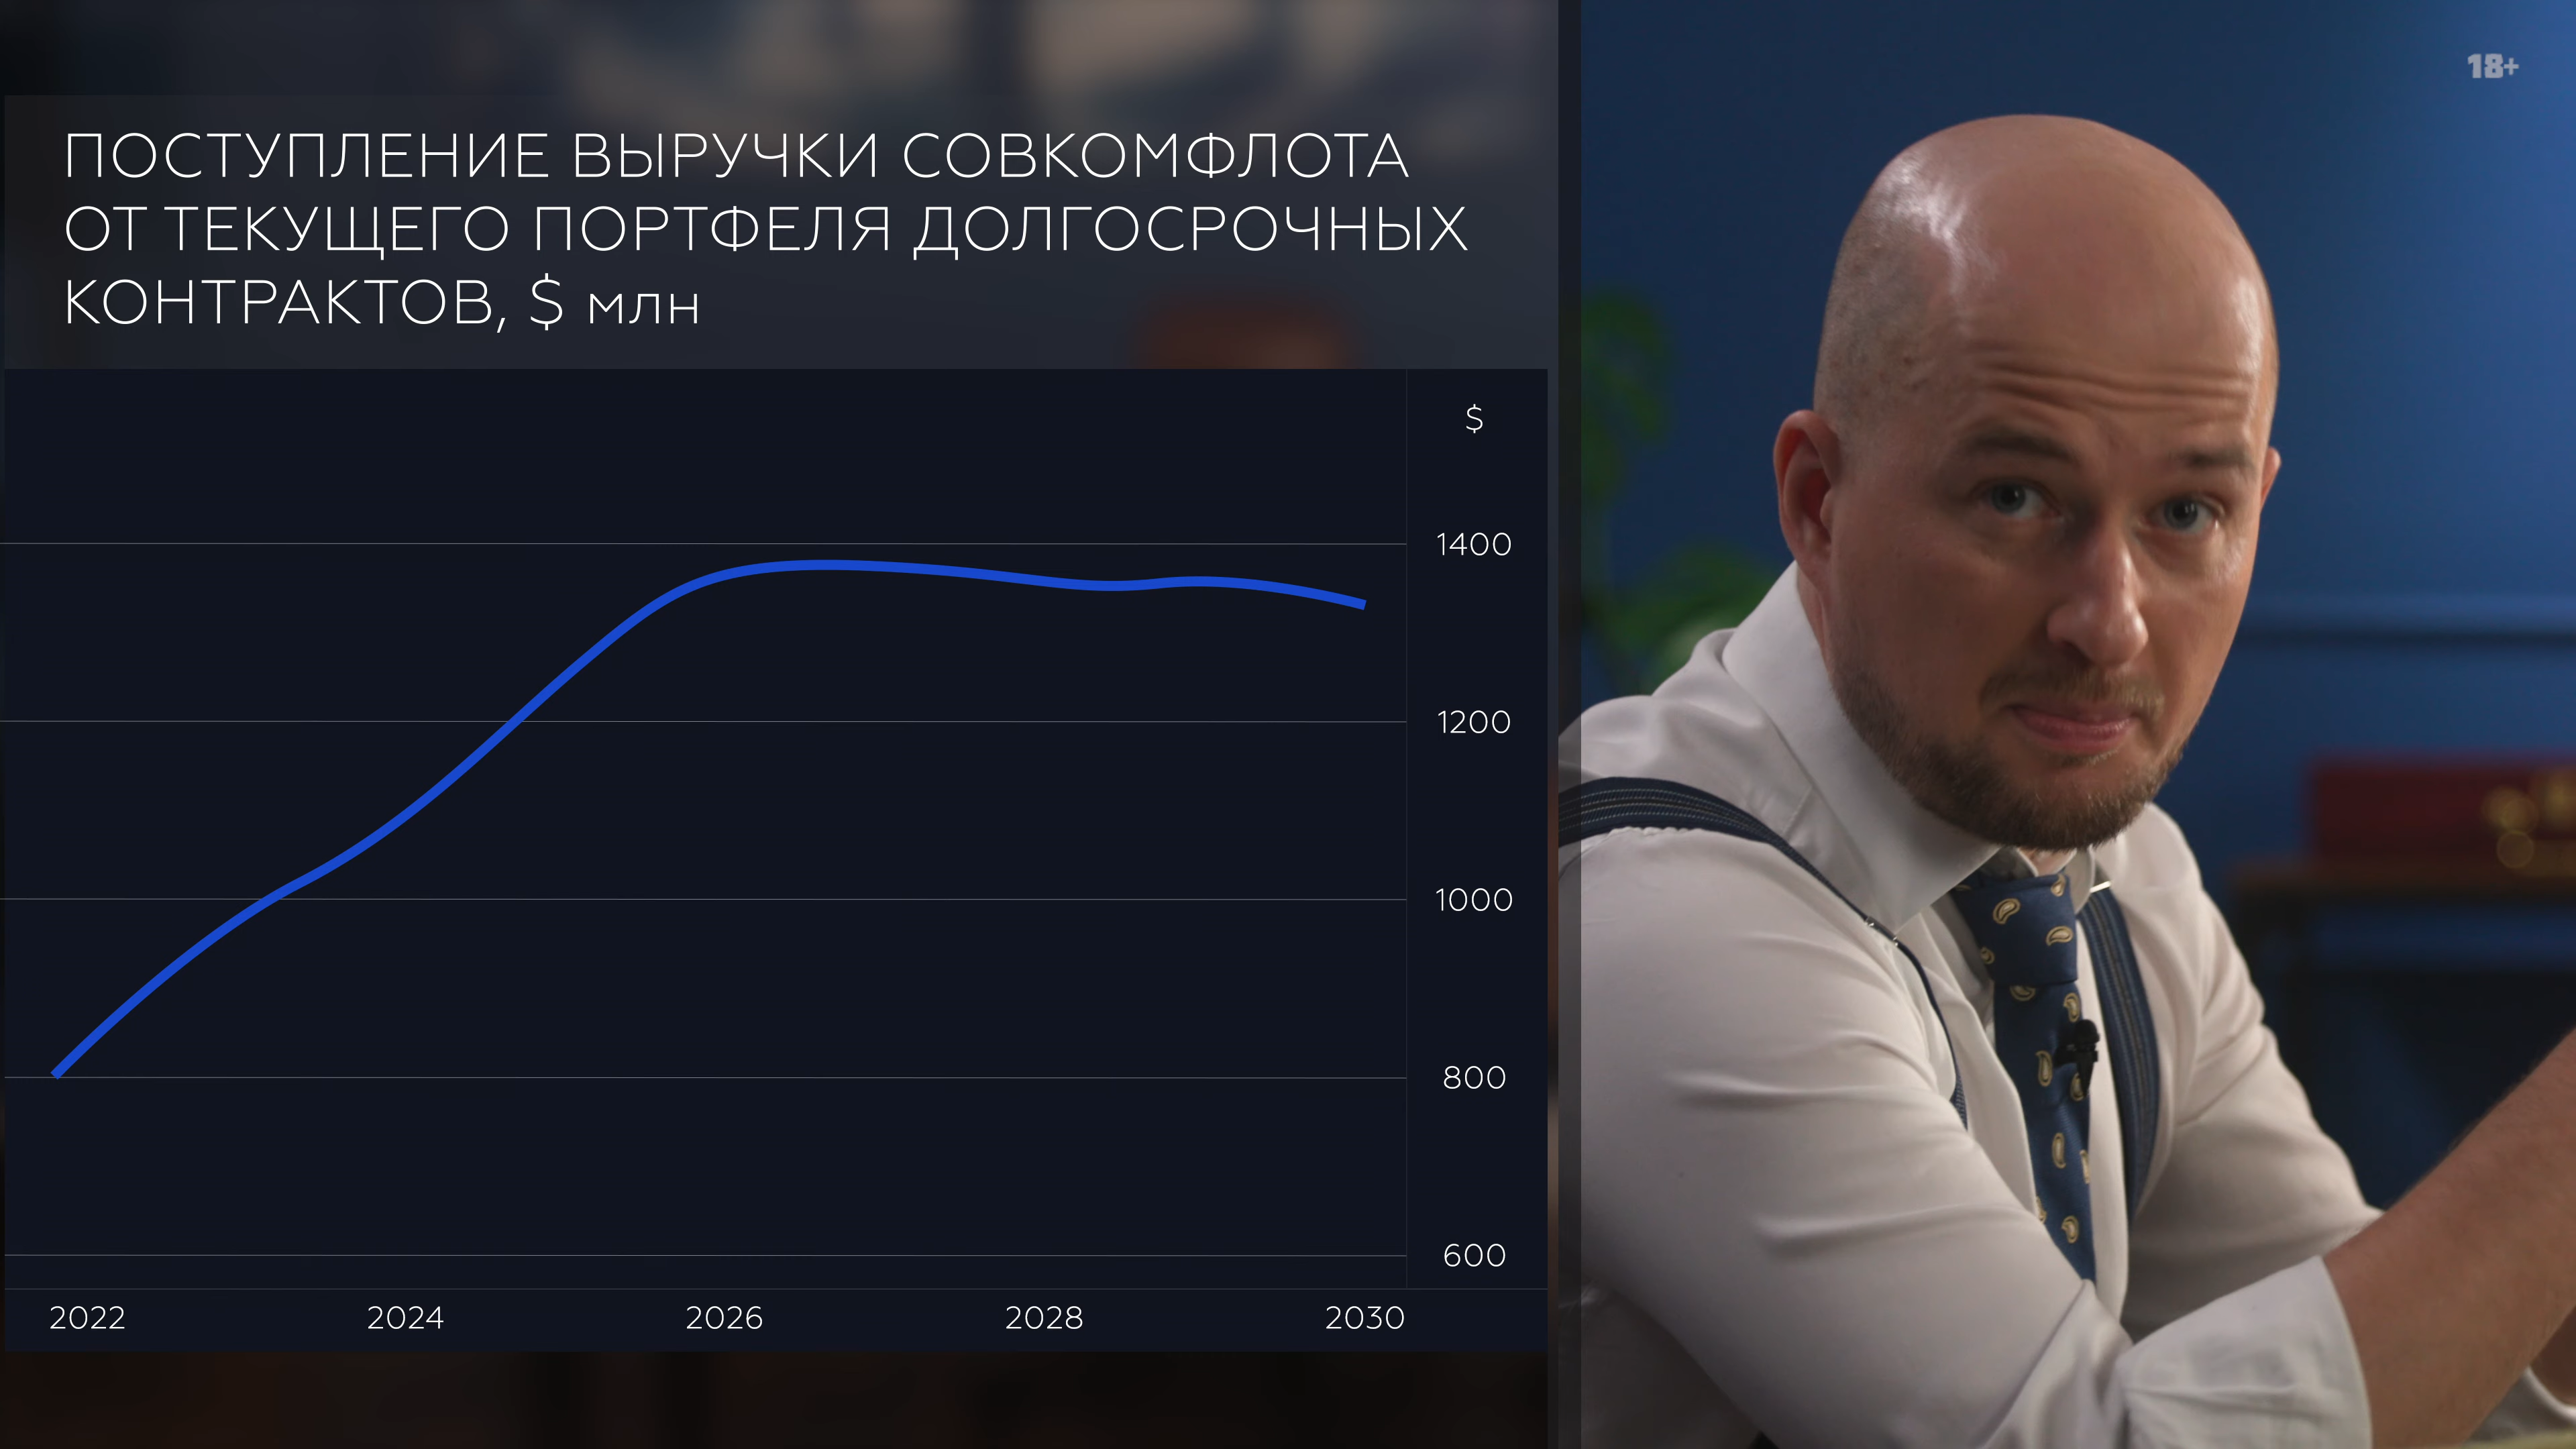 ПОСТУПЛЕНИЕ ВЫРУЧКИ СОВКОМФЛОТА
ОТ ТЕКУЩЕГО ПОРТФЕЛЯ ДОЛГОСРОЧНЫХ
КОНТРАКТОВ, $ млн
18+
$
1400
1200
1000
800
600
2022 2024 2026 2028 2030